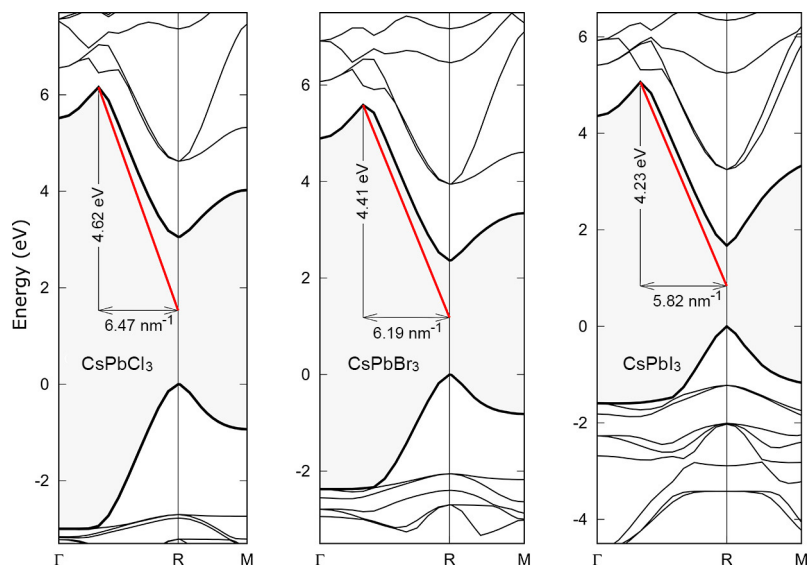 Energy (eV)
6
4
2
0
-2
4.62 eV
6.47 nm-1
CsPbCl3
Γ
R
M
6
4
2
0
-2
4.41 eV
6.19 nm-1
CsPbBr3
Γ
R
M
6
4
2
0
-2
-4
4.23 eV
5.82 nm-1
CsPbI3
Γ
R
M